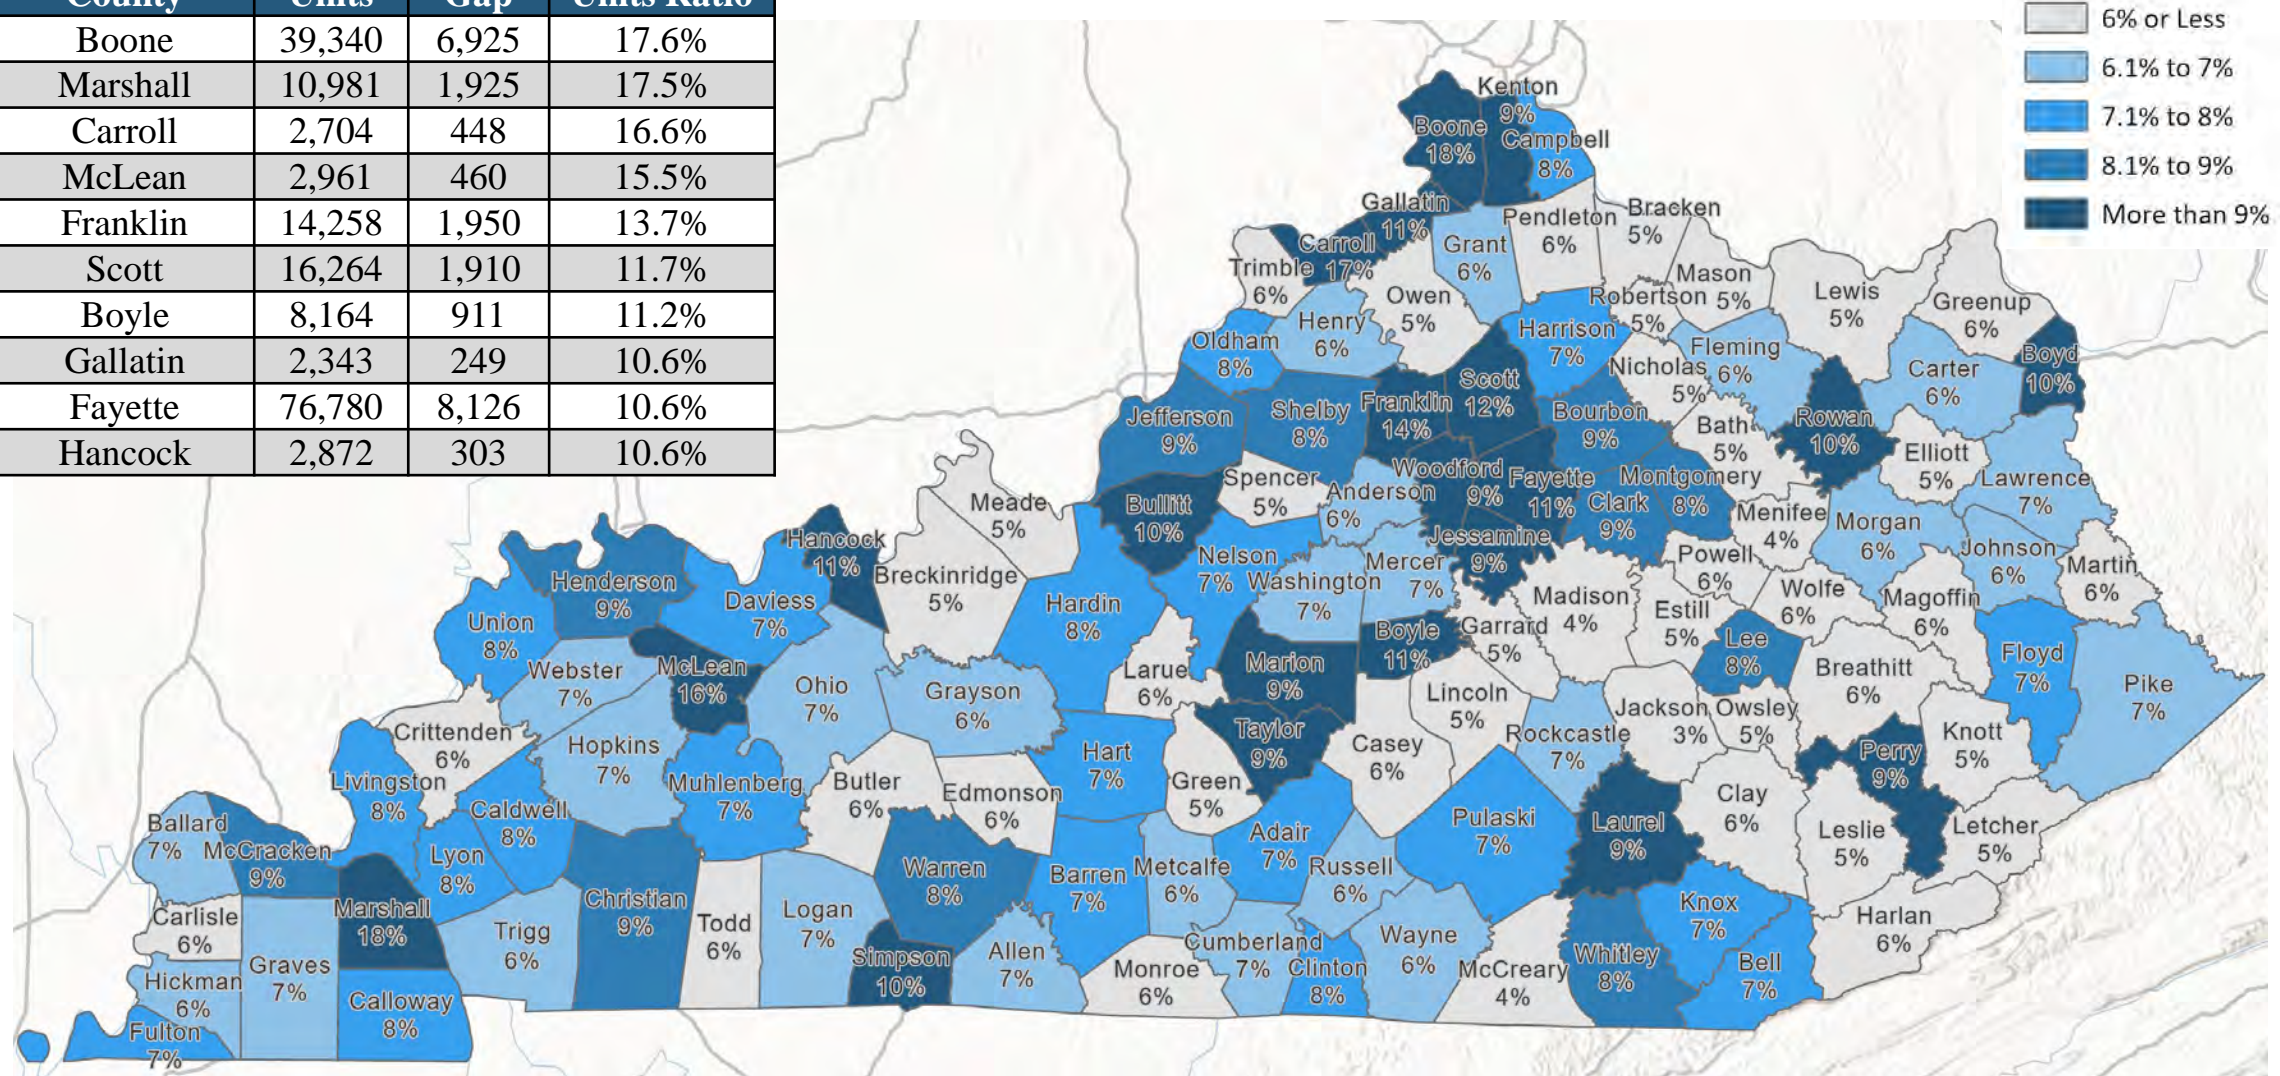 County Units Gap Units Ratio
Boone 39,340 6,925 17.6%
Marshall 10,981 1,925 17.5%
Carroll 2,704 448 16.6%
McLean 2,961 460 15.5%
Franklin 14,258 1,950 13.7%
Scott 16,264 1,910 11.7%
Boyle 8,164 911 11.2%
Gallatin 2,343 249 10.6%
Fayette 76,780 8,126 10.6%
Hancock 2,872 303 10.6%
6% or Less
6.1% to 7%
7.1% to 8%
8.1% to 9%
More than 9%
Kenton
9%
Boone
18%
Campbell
8%
Gallatin
11%
Carroll
17%
Trimble
6%
Grant
6%
Pendleton
6%
Bracken
5%
Mason
5%
Robertson
5%
Lewis
5%
Greenup
6%
Owen
5%
Henry
6%
Oldham
8%
Harrison
7%
Nicholas
5%
Fleming
6%
Carter
6%
Boyd
10%
Jefferson
9%
Shelby
8%
Franklin
14%
Scott
12%
Bourbon
9%
Bath
5%
Rowan
10%
Elliott
5%
Lawrence
7%
Bullitt
10%
Spencer
5%
Anderson
6%
Woodford
9%
Fayette
11%
Clark
9%
Montgomery
8%
Menifee
4%
Morgan
6%
Johnson
6%
Martin
6%
Meade
5%
Hancock
11%
Breckinridge
5%
Nelson
7%
Washington
7%
Mercer
7%
Jessamine
9%
Powell
6%
Wolfe
6%
Magoffin
6%
Henderson
9%
Daviess
7%
Union
8%
Hardin
8%
Madison
4%
Estill
5%
Garrard
5%
Boyle
11%
Lee
8%
Breathitt
6%
Floyd
7%
Pike
7%
Webster
7%
McLean
16%
Ohio
7%
Grayson
6%
Larue
6%
Marion
9%
Lincoln
5%
Jackson
3%
Owsley
5%
Crittenden
6%
Hopkins
7%
Hart
7%
Taylor
9%
Casey
6%
Rockcastle
7%
Perry
9%
Knott
5%
Livingston
8%
Caldwell
8%
Muhlenberg
7%
Butler
6%
Edmonson
6%
Green
5%
Adair
7%
Pulaski
7%
Laurel
9%
Clay
6%
Leslie
5%
Letcher
5%
Ballard
7%
McCracken
9%
Lyon
8%
Christian
9%
Warren
8%
Barren
7%
Metcalfe
6%
Russell
6%
Knox
7%
Harlan
6%
Carlisle
6%
Marshall
18%
Trigg
6%
Todd
6%
Logan
7%
Simpson
10%
Allen
7%
Monroe
6%
Cumberland
7%
Clinton
8%
Wayne
6%
McCreary
4%
Whitley
8%
Bell
7%
Hickman
6%
Graves
7%
Calloway
8%
Fulton
7%